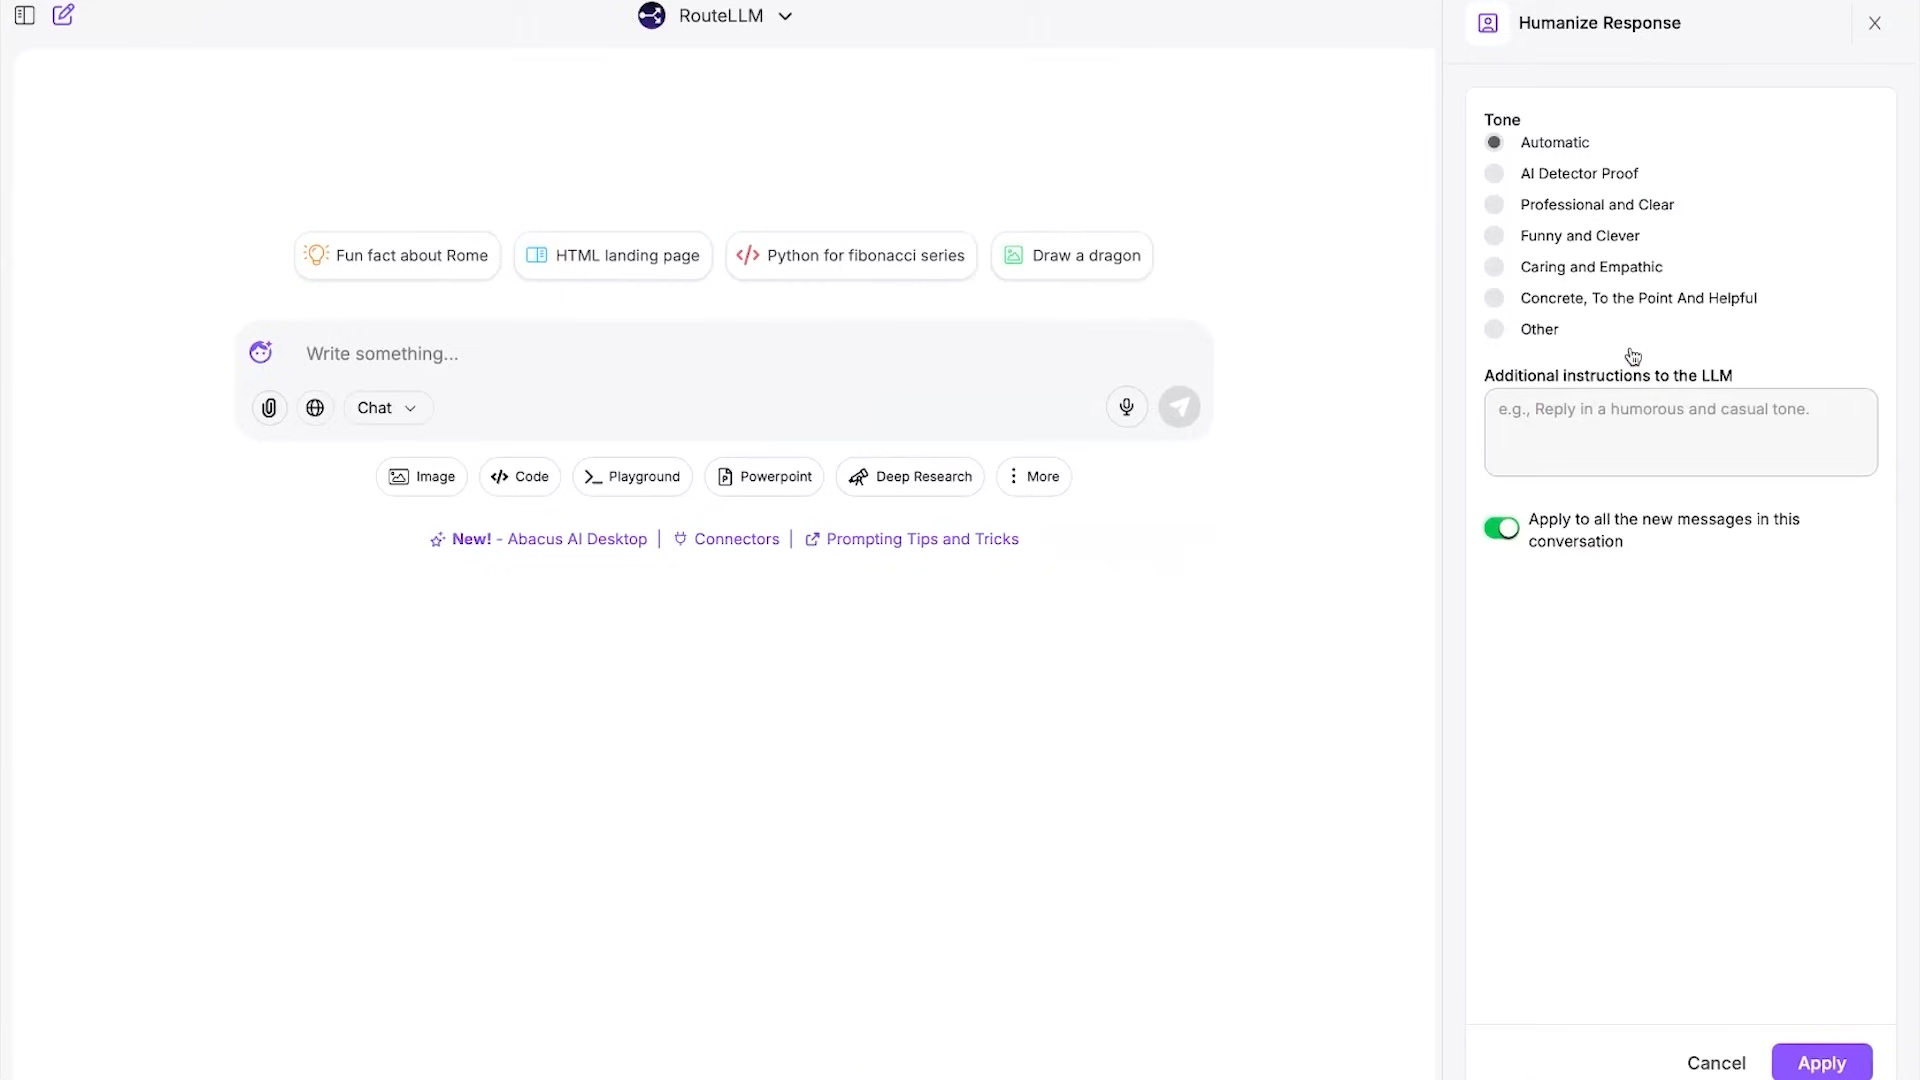 RouteLLM
Fun fact about Rome
HTML landing page
Python for fibonacci series
Draw a dragon
Write something...
Chat
Image
Code
Playground
Powerpoint
Deep Research
More
New! - Abacus AI Desktop | Connectors | Prompting Tips and Tricks
Humanize Response
Tone
Automatic
AI Detector Proof
Professional and Clear
Funny and Clever
Caring and Empathic
Concrete, To the Point And Helpful
Other
Additional instructions to the LLM
e.g., Reply in a humorous and casual tone.
Apply to all the new messages in this
conversation
Cancel
Apply